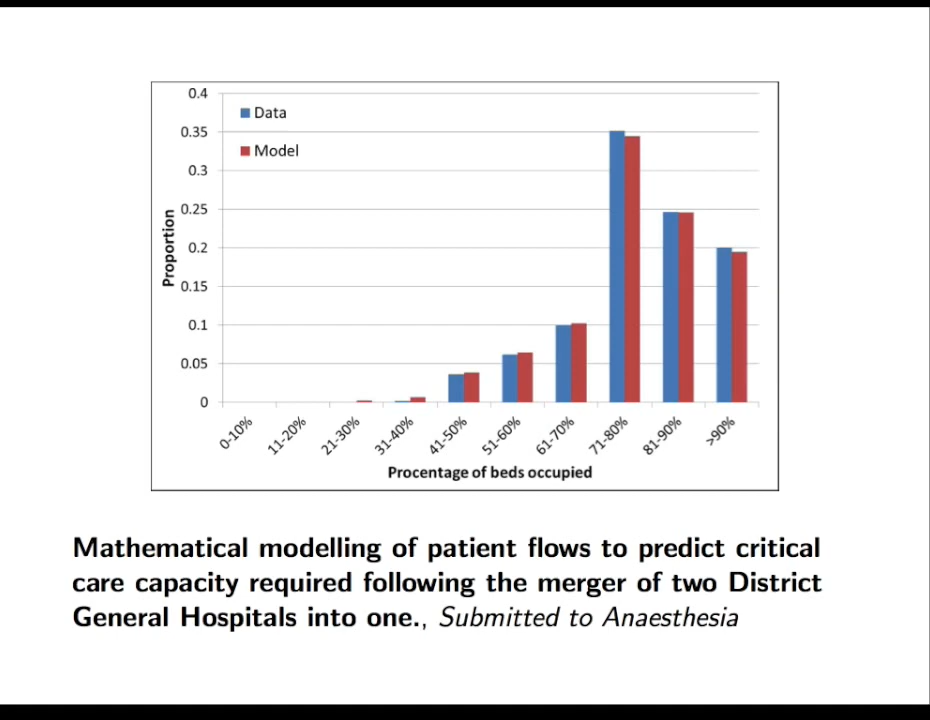 0.4
0.35
0.3
0.25
0.2
0.15
0.1
0.05
0
Proportion
Data
Model
0-10%
11-20%
21-30%
31-40%
41-50%
51-60%
61-70%
71-80%
81-90%
>90%
Procentage of beds occupied
Mathematical modelling of patient flows to predict critical
care capacity required following the merger of two District
General Hospitals into one., Submitted to Anaesthesia